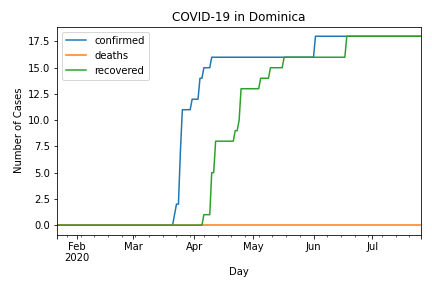 COVID-19 in Dominica
confirmed
deaths
recovered
Number of Cases
17.5
15.0
12.5
10.0
7.5
5.0
2.5
0.0
Feb
2020
Mar
Apr
May
Jun
Jul
Day